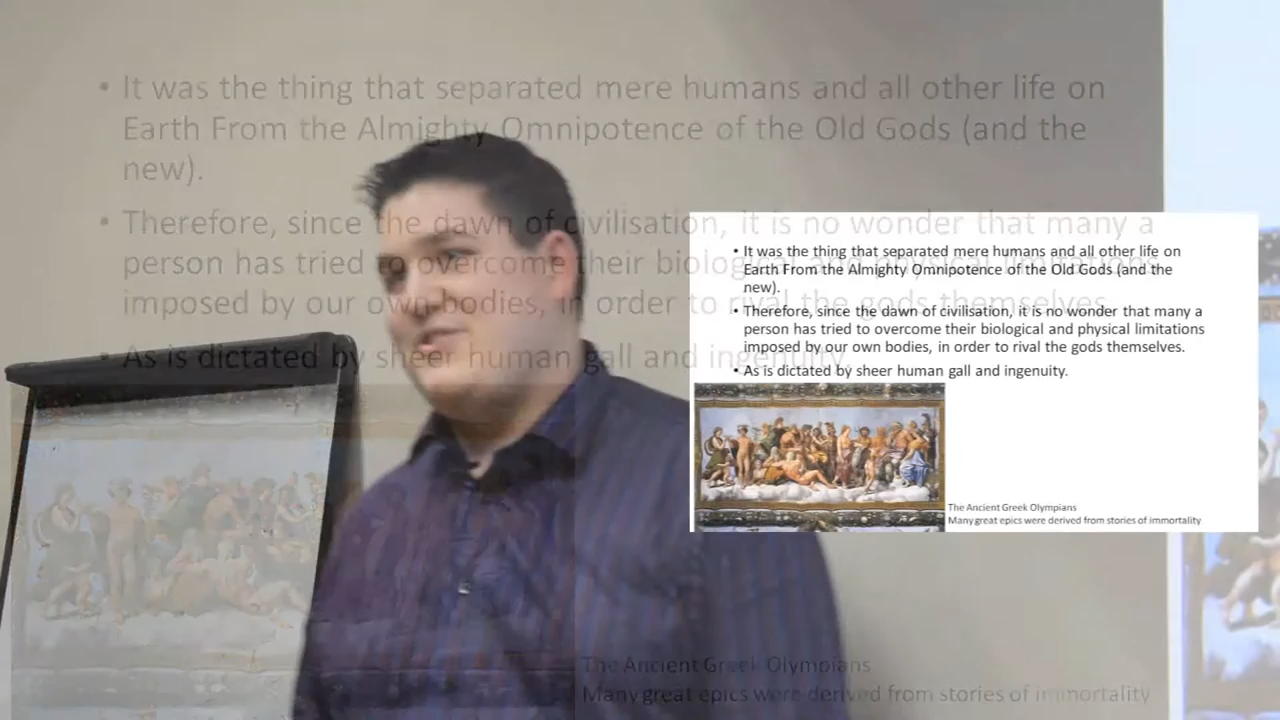 • It was the thing that separated mere humans and all other life on
Earth From the Almighty Omnipotence of the Old Gods (and the
new).
• Therefore, since the dawn of civilisation, it is no wonder that many a
person has tried to overcome their biological and physical limitations
imposed by our own bodies, in order to rival the gods themselves.
• As is dictated by sheer human gall and ingenuity.
The Ancient Greek Olympians
Many great epics were derived from stories of immortality
• It was the thing that separated mere humans and all other life on
Earth From the Almighty Omnipotence of the Old Gods (and the
new).
• Therefore, since the dawn of civilisation, it is no wonder that many a
person has tried to overcome their biological and physical limitations
imposed by our own bodies, in order to rival the gods themselves.
• As is dictated by sheer human gall and ingenuity.
The Ancient Greek Olympians
Many great epics were derived from stories of immortality